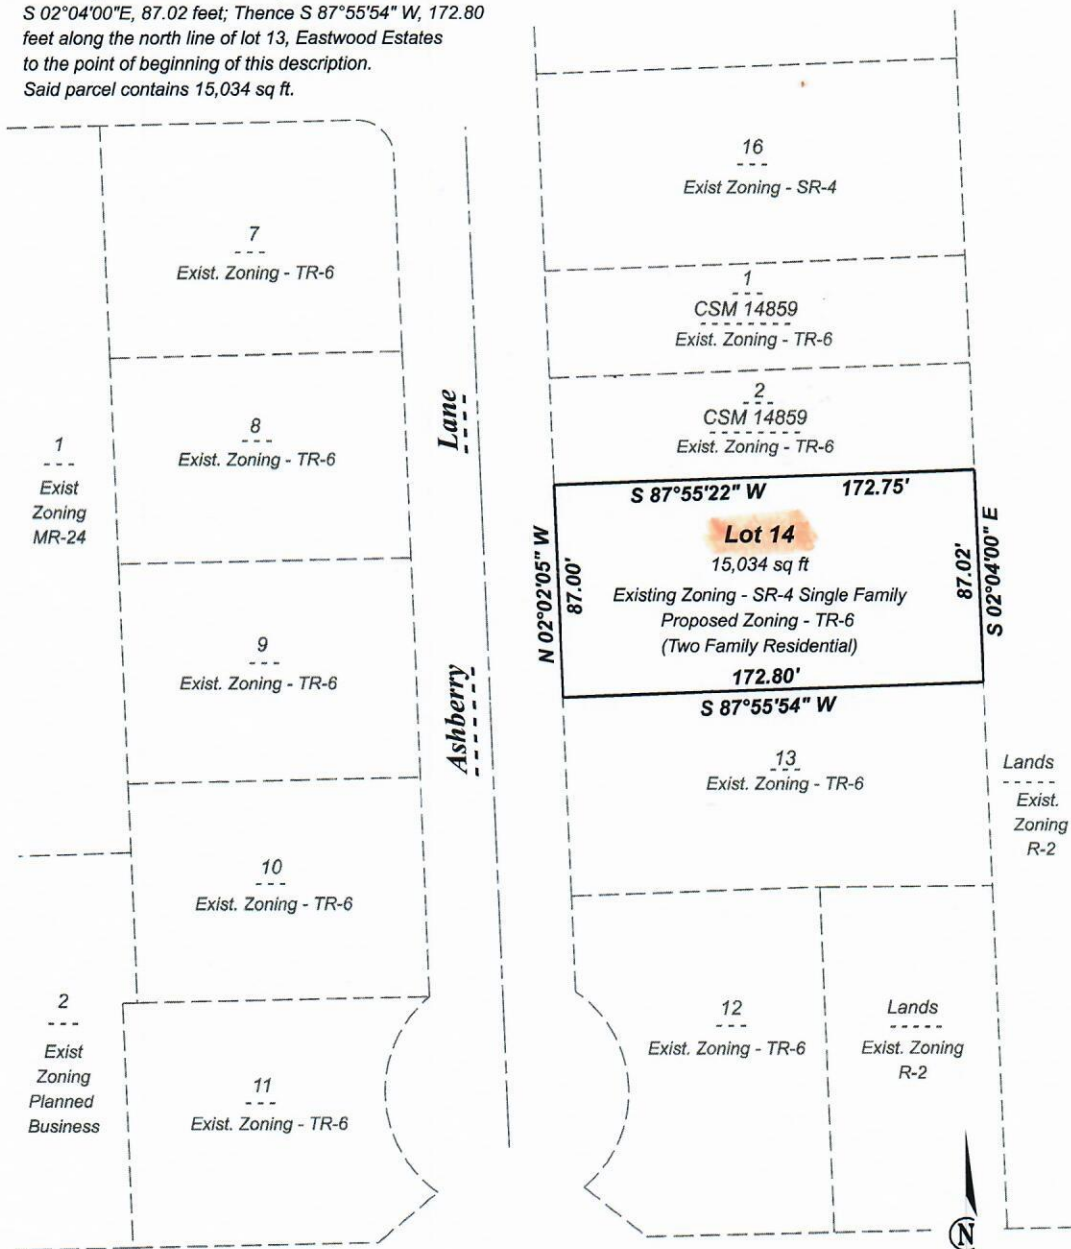 S 02°04'00"E, 87.02 feet; Thence S 87°55'54" W, 172.80
feet along the north line of lot 13, Eastwood Estates
to the point of beginning of this description.
Said parcel contains 15,034 sq ft.
16
Exist Zoning - SR-4
7
Exist. Zoning - TR-6
1
CSM 14859
Exist. Zoning - TR-6
2
CSM 14859
Exist. Zoning - TR-6
8
Exist. Zoning - TR-6
1
Exist
Zoning
MR-24
Lane
Ashberry
S 87°55'22" W 172.75'
N 02°02'05" W
87.00'
Lot 14
15,034 sq ft
Existing Zoning - SR-4 Single Family
Proposed Zoning - TR-6
(Two Family Residential)
172.80'
S 87°55'54" W
87.02'
S 02°04'00" E
9
Exist. Zoning - TR-6
13
Exist. Zoning - TR-6
Lands
Exist.
Zoning
R-2
10
Exist. Zoning - TR-6
2
Exist
Zoning
Planned
Business
11
Exist. Zoning - TR-6
12
Exist. Zoning - TR-6
Lands
Exist. Zoning
R-2
N